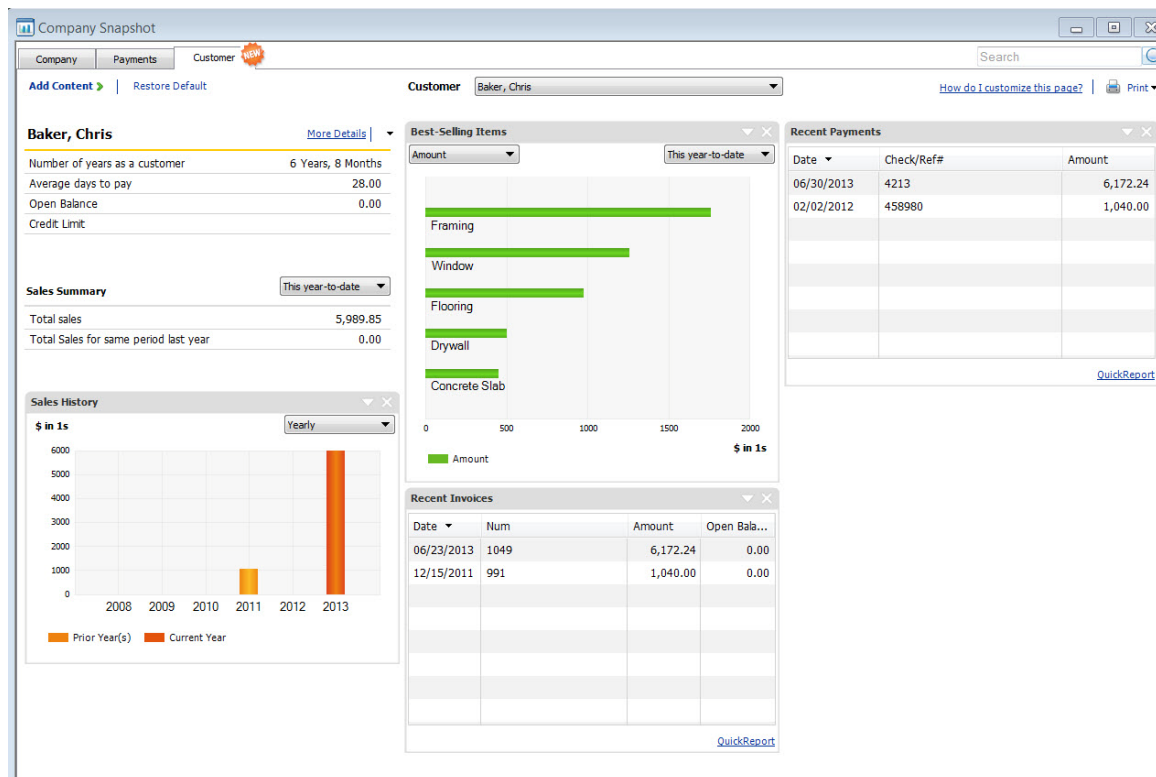 Company Snapshot
Company Payments Customer NEW
Search
Add Content Restore Default
Customer Baker, Chris
How do I customize this page? Print
Baker, Chris More Details
Number of years as a customer 6 Years, 8 Months
Average days to pay 28.00
Open Balance 0.00
Credit Limit
Sales Summary This year-to-date
Total sales 5,989.85
Total Sales for same period last year 0.00
Sales History
$ in 1s Yearly
6000
5000
4000
3000
2000
1000
0
2008 2009 2010 2011 2012 2013
Prior Year(s) Current Year
Best-Selling Items
Amount This year-to-date
Framing
Window
Flooring
Drywall
Concrete Slab
0 500 1000 1500 2000
$ in 1s
Amount
Recent Invoices
Date Num Amount Open Bala...
06/23/2013 1049 6,172.24 0.00
12/15/2011 991 1,040.00 0.00
QuickReport
Recent Payments
Date Check/Ref# Amount
06/30/2013 4213 6,172.24
02/02/2012 458980 1,040.00
QuickReport